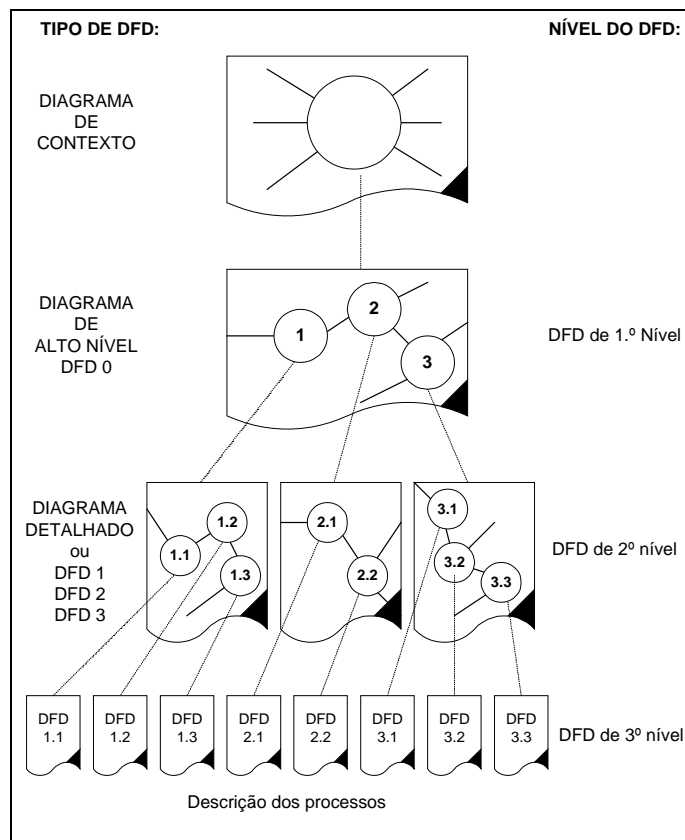 TIPO DE DFD:
NÍVEL DO DFD:
DIAGRAMA
DE
CONTEXTO
DIAGRAMA
DE
ALTO NÍVEL
DFD 0
1
2
3
DFD de 1.º Nível
DIAGRAMA
DETALHADO
ou
DFD 1
DFD 2
DFD 3
1.1
1.2
1.3
2.1
2.2
3.1
3.2
3.3
DFD de 2º nível
DFD
1.1
DFD
1.2
DFD
1.3
DFD
2.1
DFD
2.2
DFD
3.1
DFD
3.2
DFD
3.3
DFD de 3º nível
Descrição dos processos